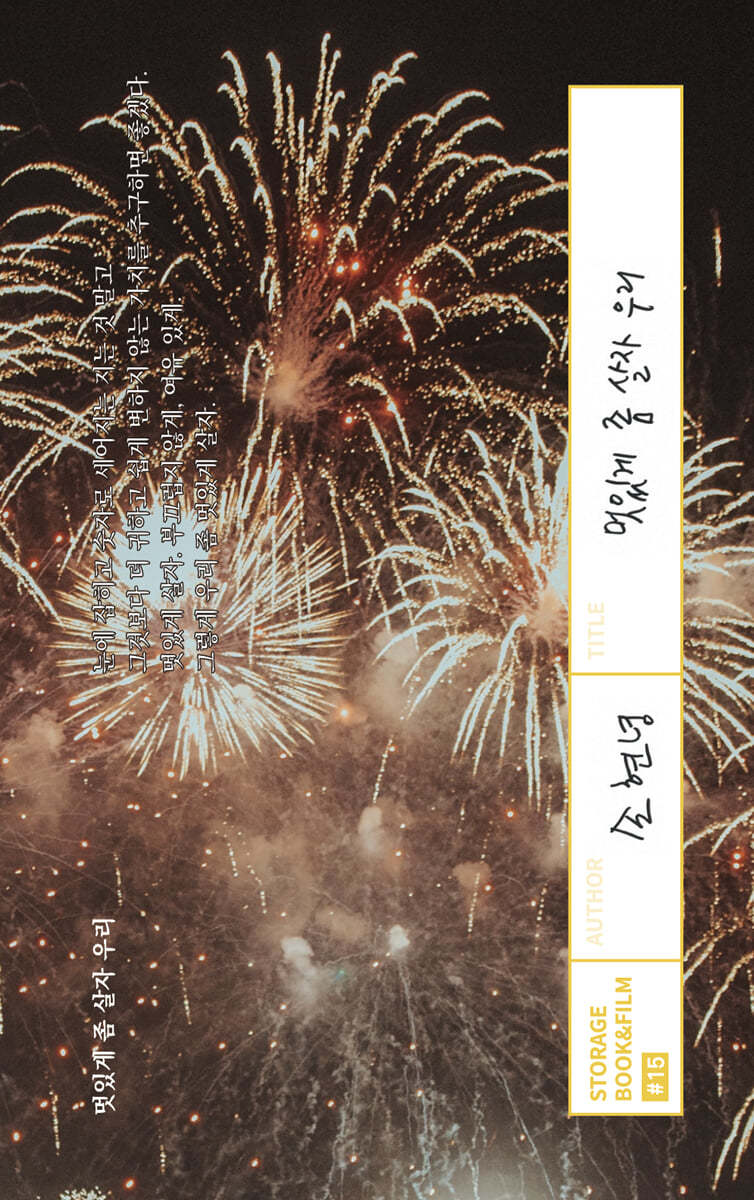 멋있게 좀 살자 우리
눈에 잡히고 숫자로 세어지는 지는 것 말고
그것보다 더 귀하고 쉽게 변하지 않는 가치를 추구하면 좋겠다.
멋있게 살자. 부끄럽지 않게, 여유 있게.
그렇게 우리 좀 멋있게 살자.
STORAGE
BOOK&FILM
#15
AUTHOR
손현녕
TITLE
멋있게 좀 살자 우리